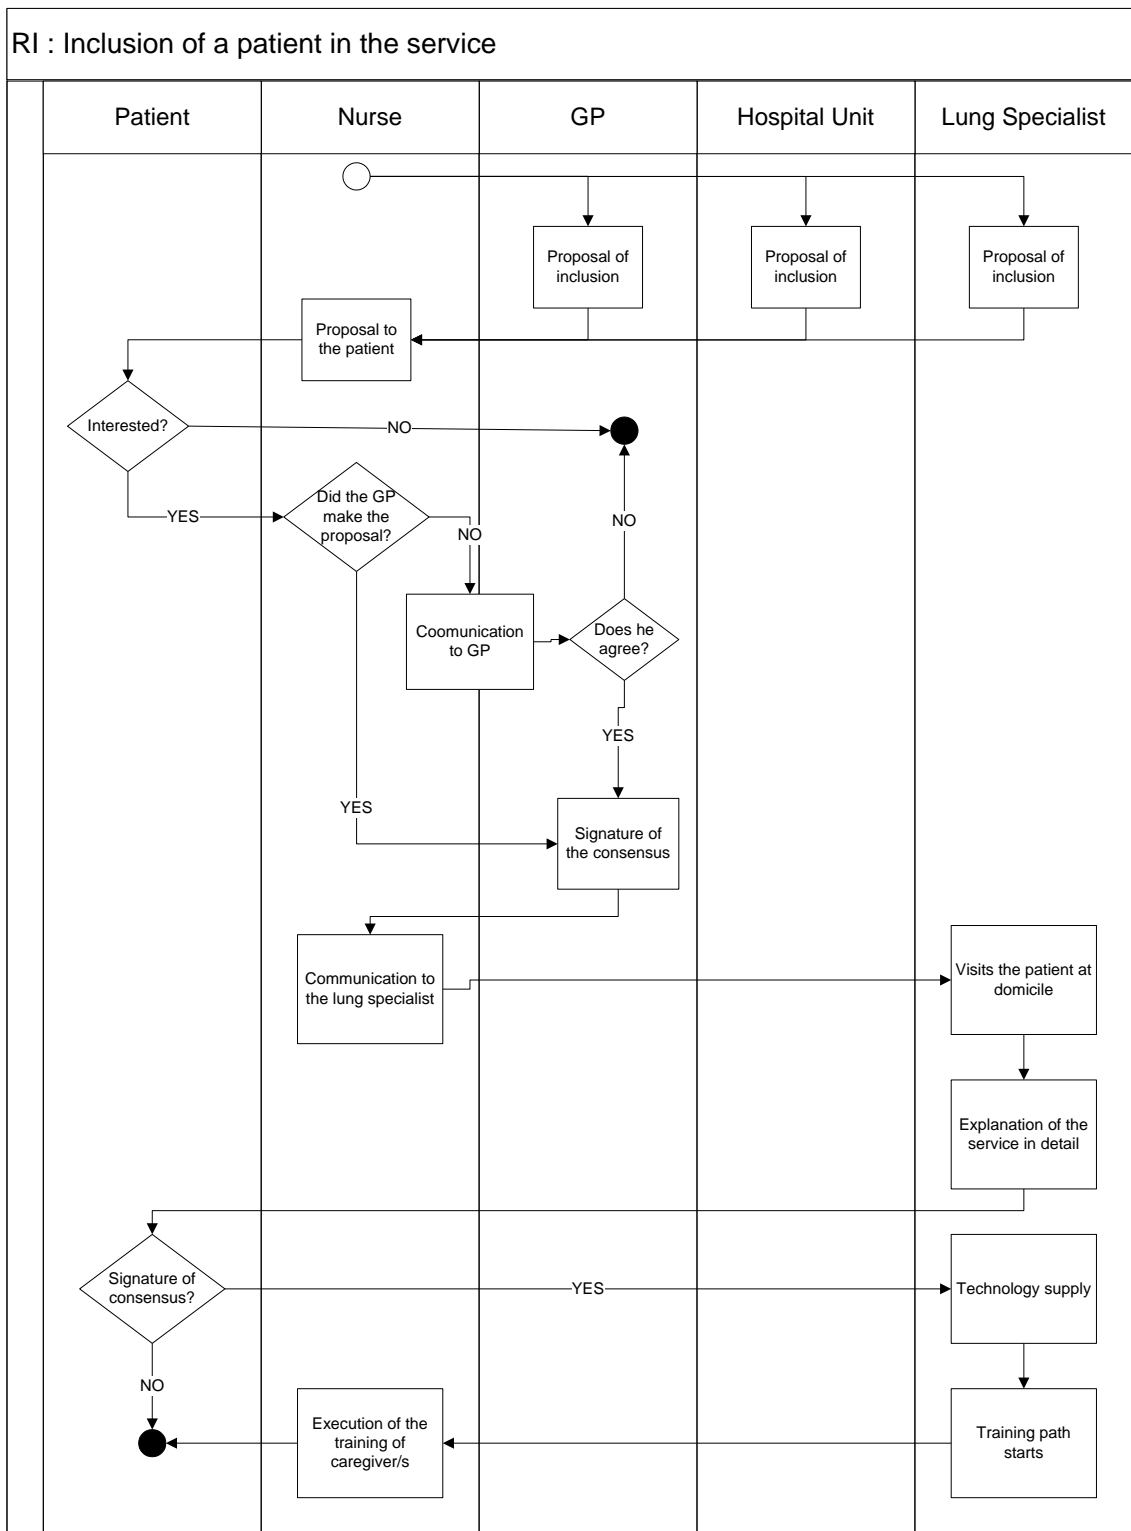 RI : Inclusion of a patient in the service
Patient
Nurse
GP
Hospital Unit
Lung Specialist
Proposal of
inclusion
Proposal of
inclusion
Proposal of
inclusion
Proposal to
the patient
Interested?
NO
Did the GP
make the
proposal?
YES
NO
NO
Coomunication
to GP
Does he
agree?
YES
YES
Signature of
the consensus
Communication to
the lung specialist
Visits the patient at
domicile
Explanation of the
service in detail
Signature of
consensus?
YES
Technology supply
NO
Execution of the
training of
caregiver/s
Training path
starts